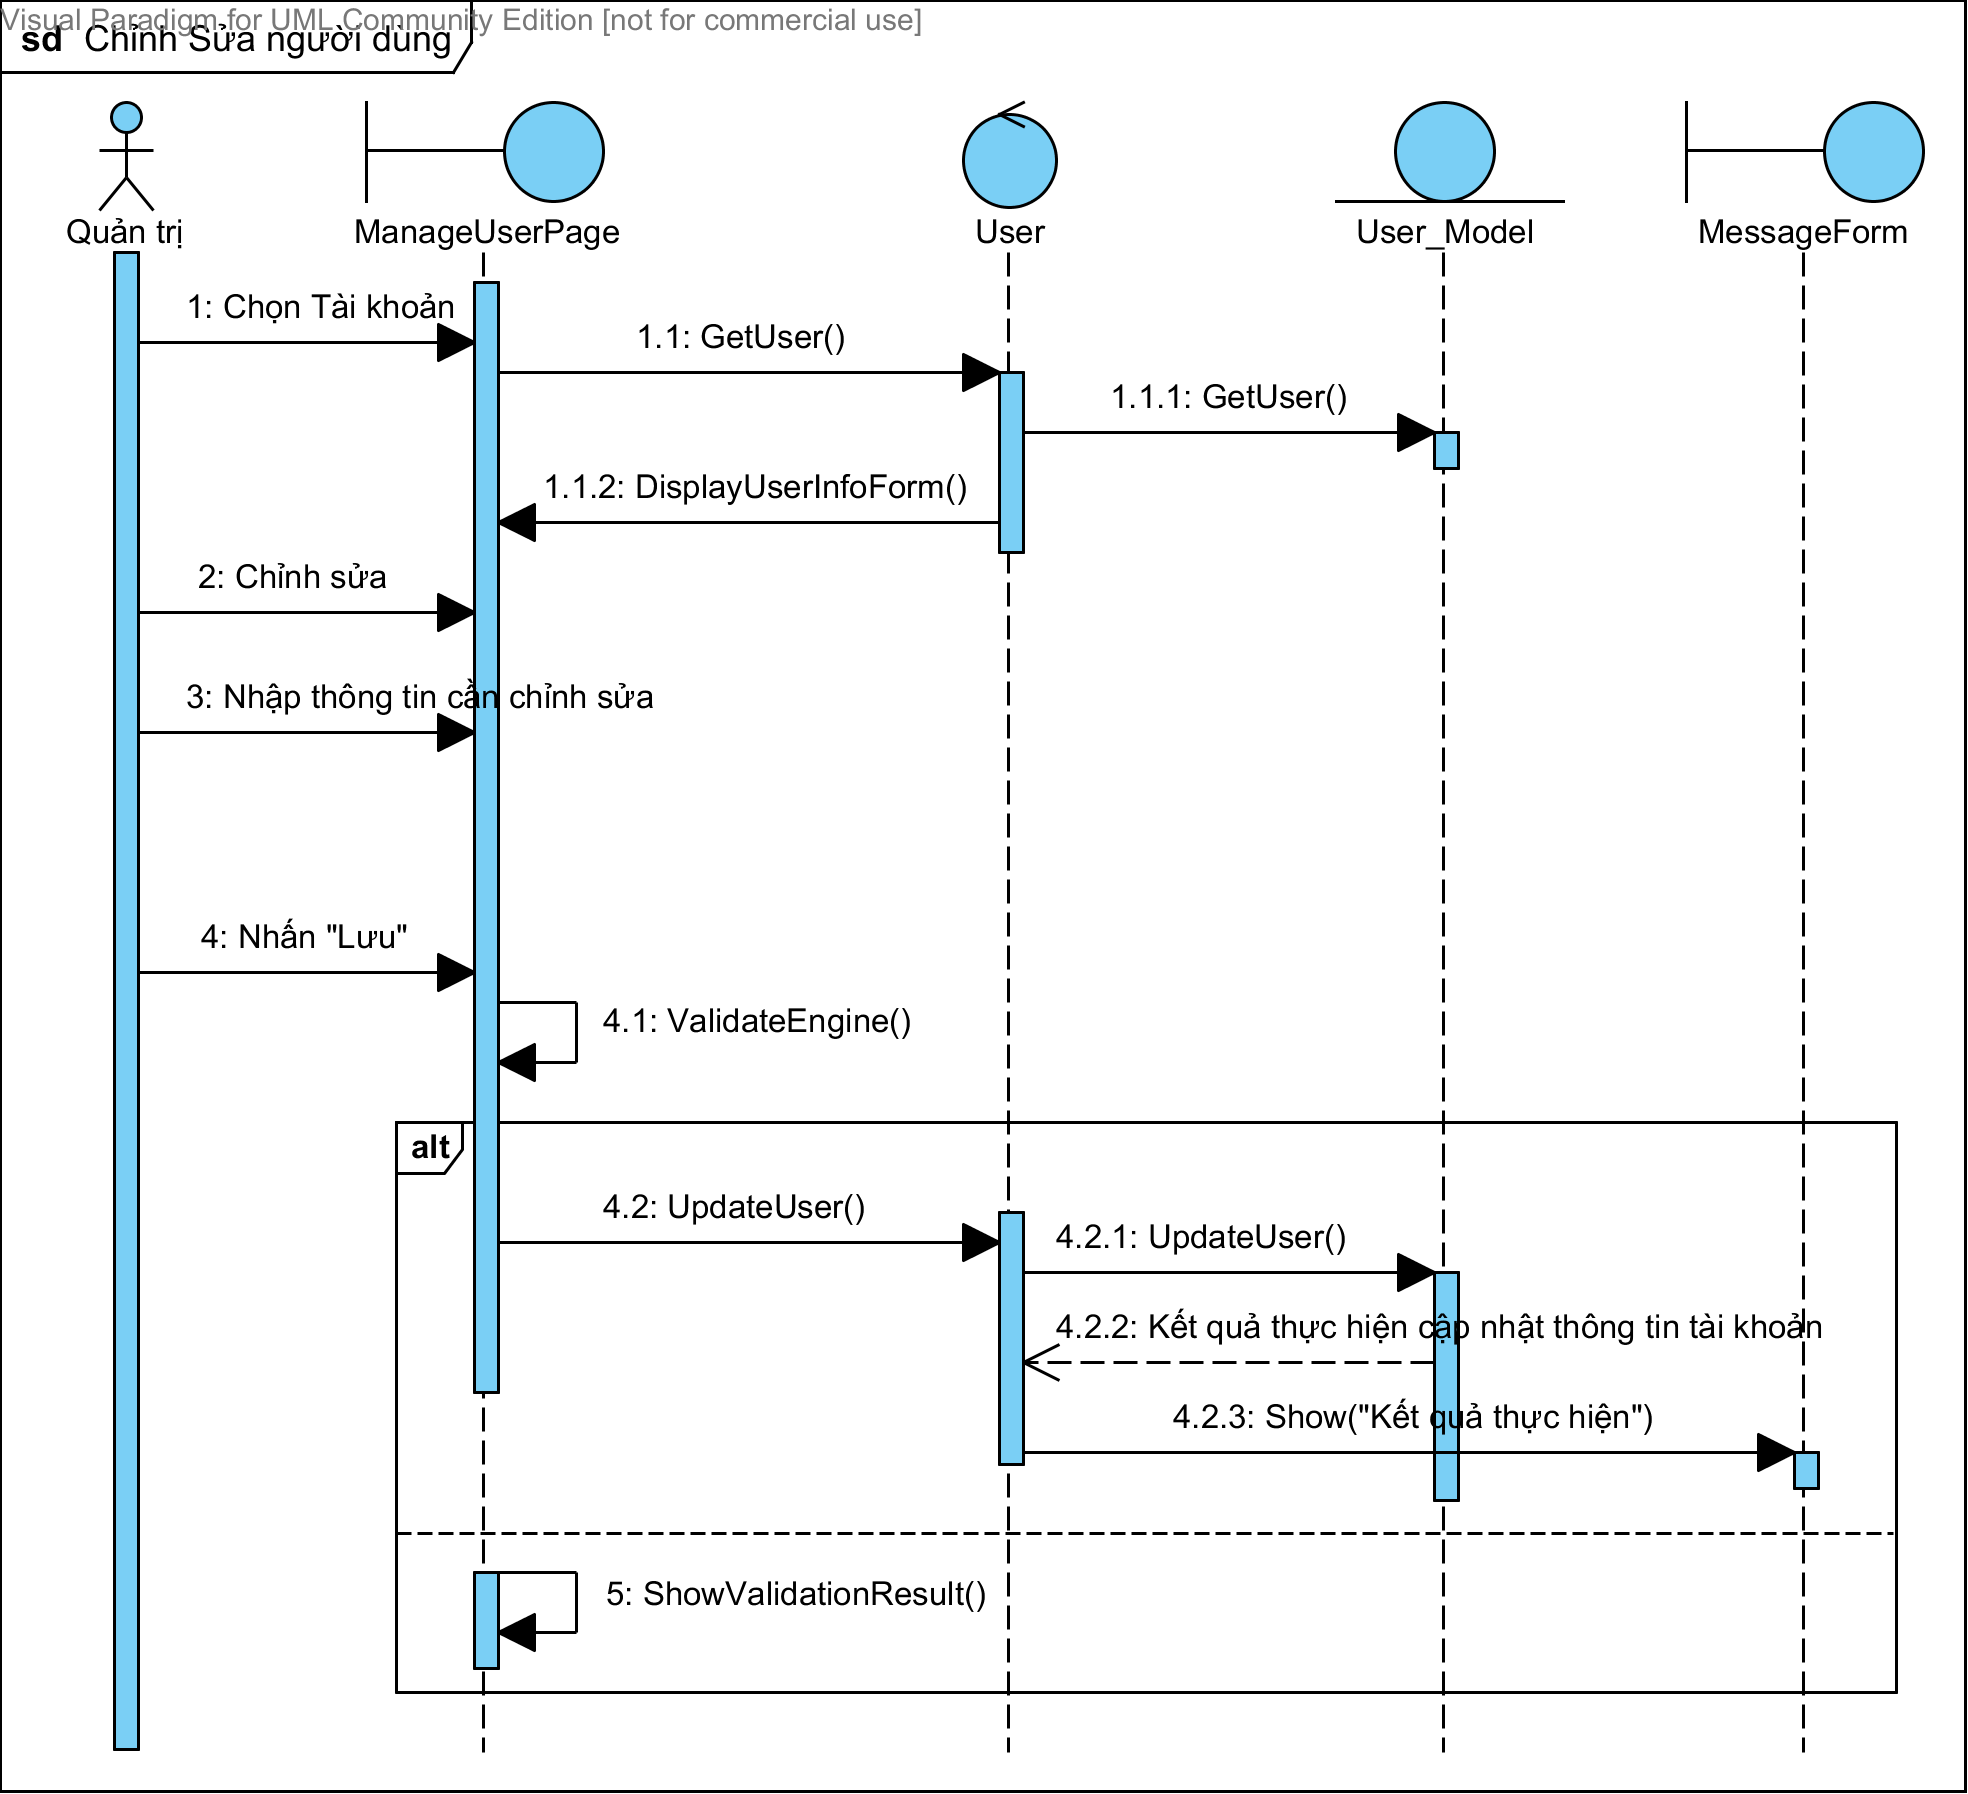 Visual Paradigm for UML Community Edition [not for commercial use]
sd Chỉnh Sửa người dùng
Quản trị
ManageUserPage
User
User_Model
MessageForm
1: Chọn Tài khoản
1.1: GetUser()
1.1.1: GetUser()
1.1.2: DisplayUserInfoForm()
2: Chỉnh sửa
3: Nhập thông tin cần chỉnh sửa
4: Nhấn "Lưu"
4.1: ValidateEngine()
alt
4.2: UpdateUser()
4.2.1: UpdateUser()
4.2.2: Kết quả thực hiện cập nhật thông tin tài khoản
4.2.3: Show("Kết quả thực hiện")
5: ShowValidationResult()